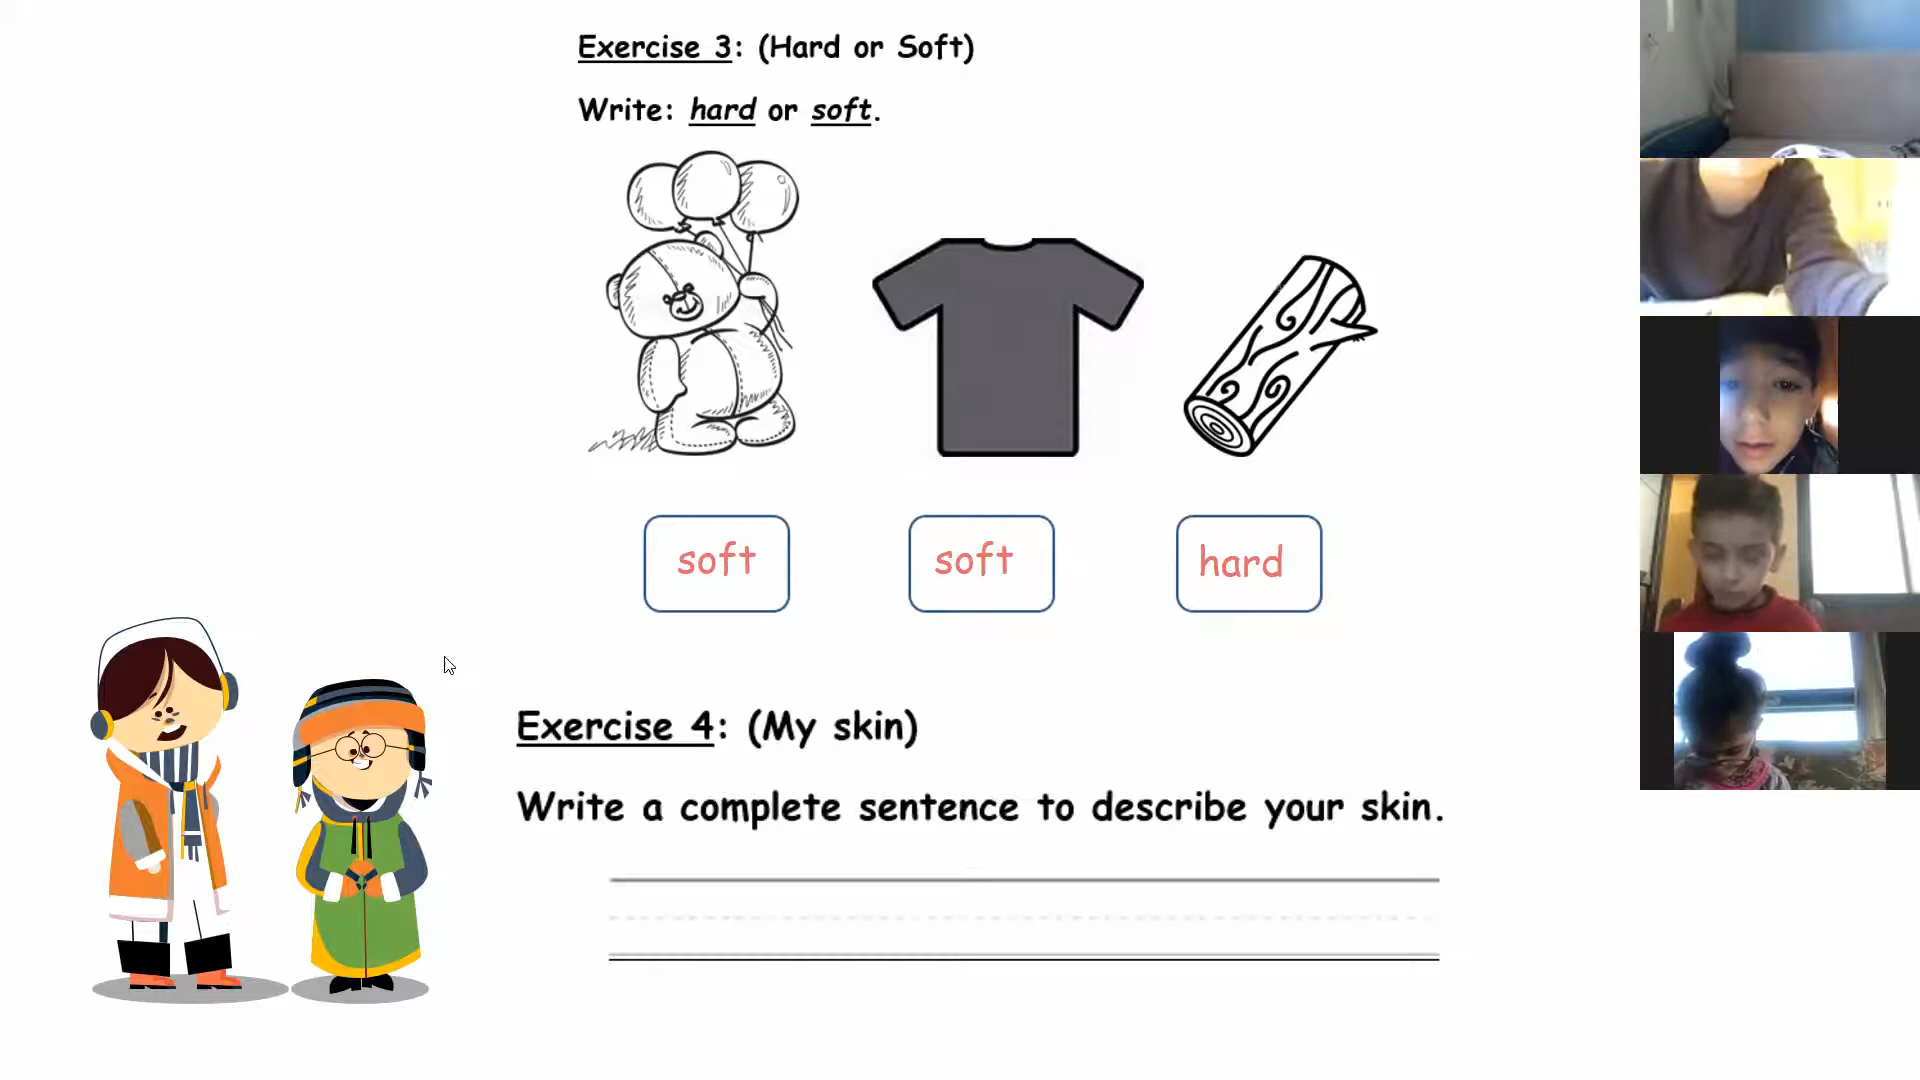 Exercise 3: (Hard or Soft)
Write: hard or soft.
soft soft hard
Exercise 4: (My skin)
Write a complete sentence to describe your skin.